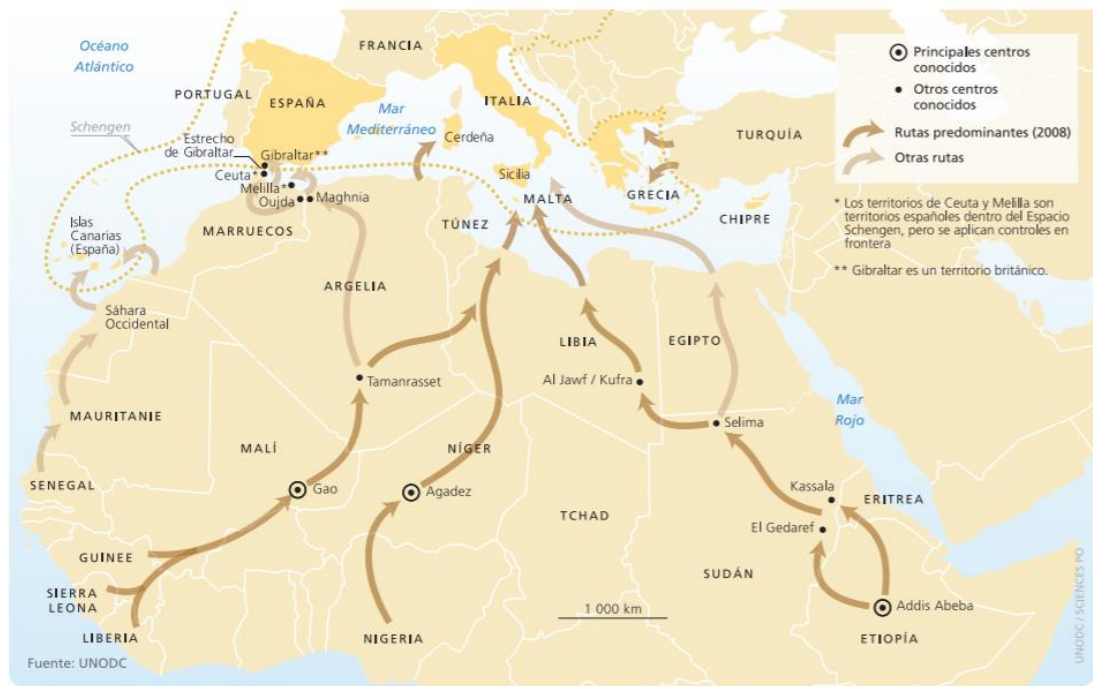 Océano
Atlántico
FRANCIA
PORTUGAL
ESPAÑA
ITALIA
Mar
Mediterráneo
Schengen
Estrecho
de Gibraltar
Gibraltar**
Ceuta*
Melilla*
Oujda
Maghnia
Cerdeña
Sicilia
MALTA
GRECIA
TURQUÍA
CHIPRE
TÚNEZ
MARRUECOS
Islas
Canarias
(España)
ARGELIA
Sáhara
Occidental
LIBIA
EGIPTO
Tamanrasset
Al Jawf / Kufra
Mar
Rojo
MAURITANIE
Selima
MALÍ
NÍGER
SENEGAL
Gao
Agadez
Kassala
ERITREA
TCHAD
El Gedaref
GUINEE
SUDÁN
SIERRA
LEONA
1 000 km
Addis Abeba
LIBERIA
NIGERIA
ETIOPÍA
Fuente: UNODC
UNODC / SCIENCES PO
Principales centros
conocidos
Otros centros
conocidos
Rutas predominantes (2008)
Otras rutas
* Los territorios de Ceuta y Melilla son
territorios españoles dentro del Espacio
Schengen, pero se aplican controles en
frontera
** Gibraltar es un territorio británico.